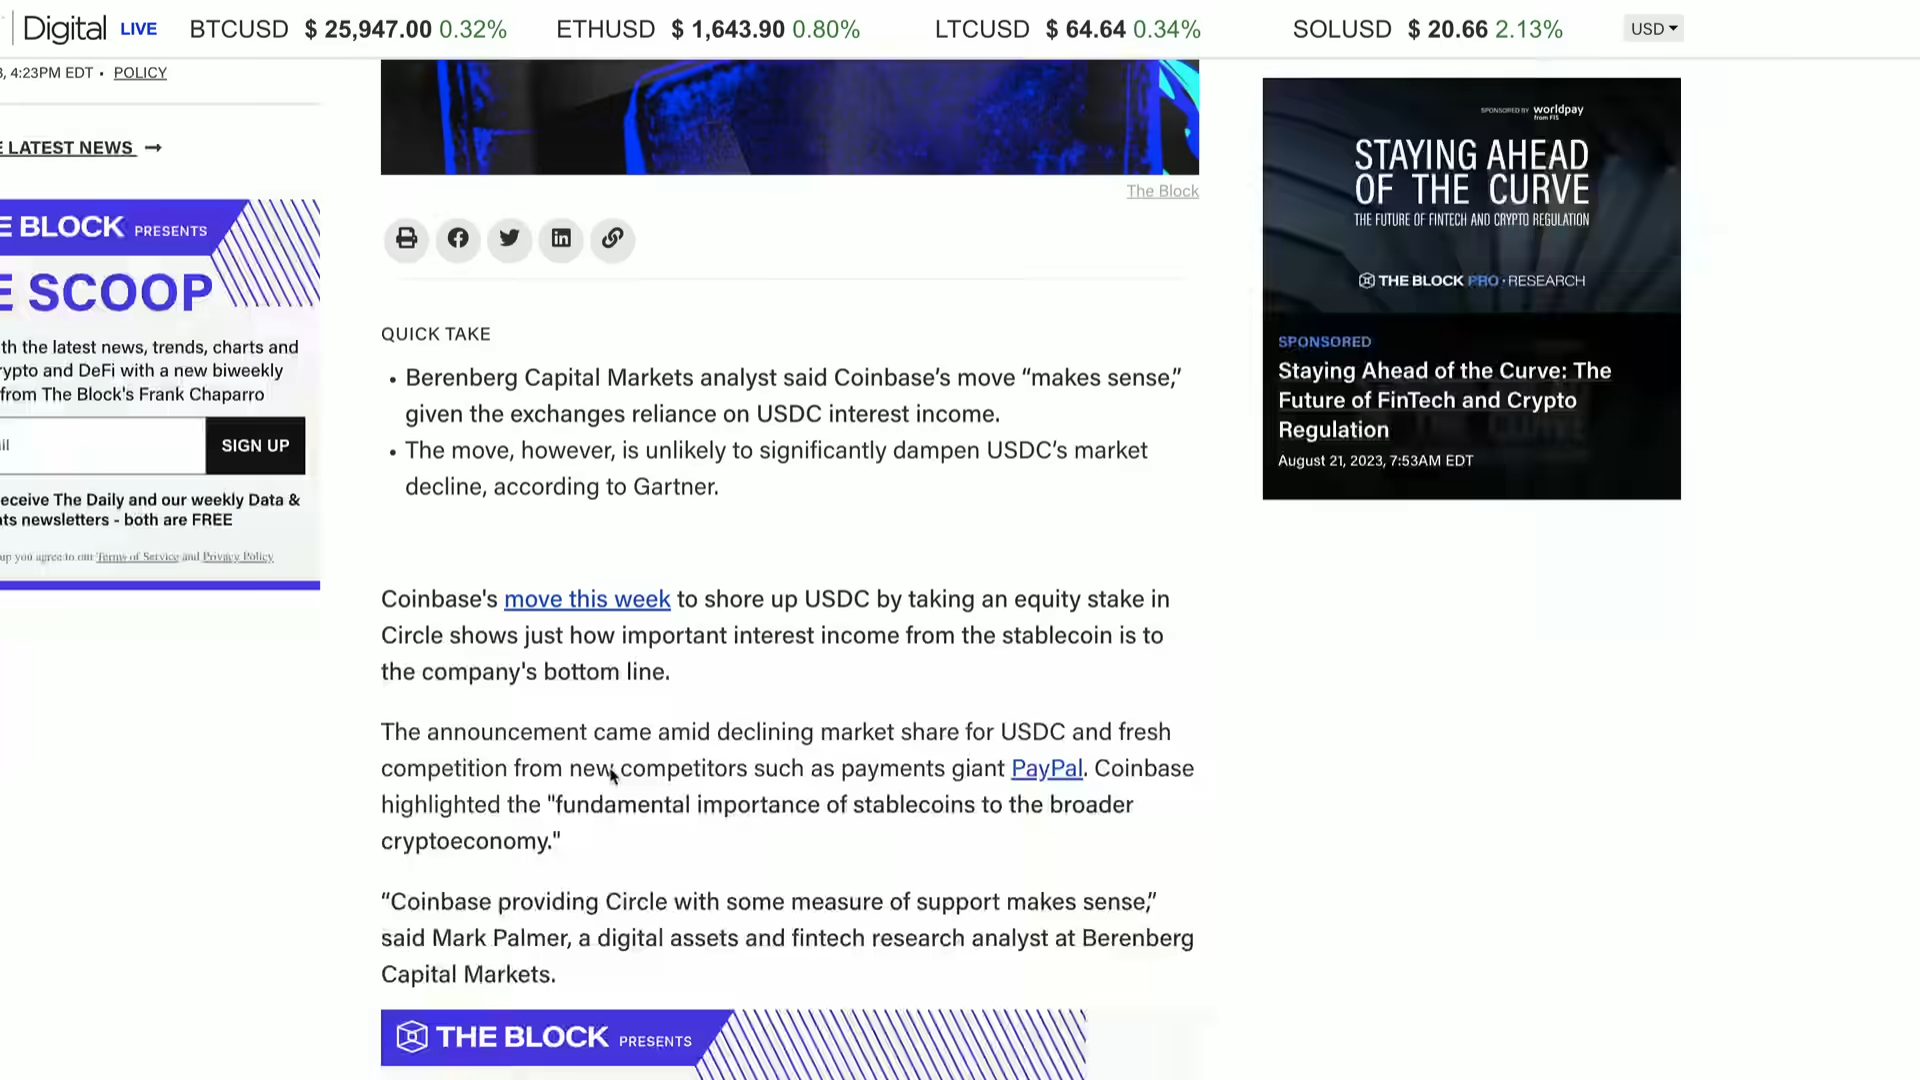 Digital LIVE BTCUSD $ 25,947.00 0.32% ETHUSD $ 1,643.90 0.80% LTCUSD $ 64.64 0.34% SOLUSD $ 20.66 2.13% USD
4:23PM EDT • POLICY
LATEST NEWS →
BLOCK PRESENTS
SCOOP
the latest news, trends, charts and
and DeFi with a new biweekly
from The Block's Frank Chaparro
SIGN UP
The Daily and our weekly Data &
newsletters - both are FREE
up you agree to our Terms of Service and Privacy Policy
The Block
QUICK TAKE
• Berenberg Capital Markets analyst said Coinbase’s move “makes sense,”
given the exchanges reliance on USDC interest income.
• The move, however, is unlikely to significantly dampen USDC’s market
decline, according to Gartner.
Coinbase's move this week to shore up USDC by taking an equity stake in
Circle shows just how important interest income from the stablecoin is to
the company's bottom line.
The announcement came amid declining market share for USDC and fresh
competition from new competitors such as payments giant PayPal. Coinbase
highlighted the "fundamental importance of stablecoins to the broader
cryptoeconomy."
“Coinbase providing Circle with some measure of support makes sense,”
said Mark Palmer, a digital assets and fintech research analyst at Berenberg
Capital Markets.
THE BLOCK PRESENTS
SPONSORED BY worldpay
from FIS
STAYING AHEAD
OF THE CURVE
THE FUTURE OF FINTECH AND CRYPTO REGULATION
THE BLOCK PRO • RESEARCH
SPONSORED
Staying Ahead of the Curve: The
Future of FinTech and Crypto
Regulation
August 21, 2023, 7:53AM EDT